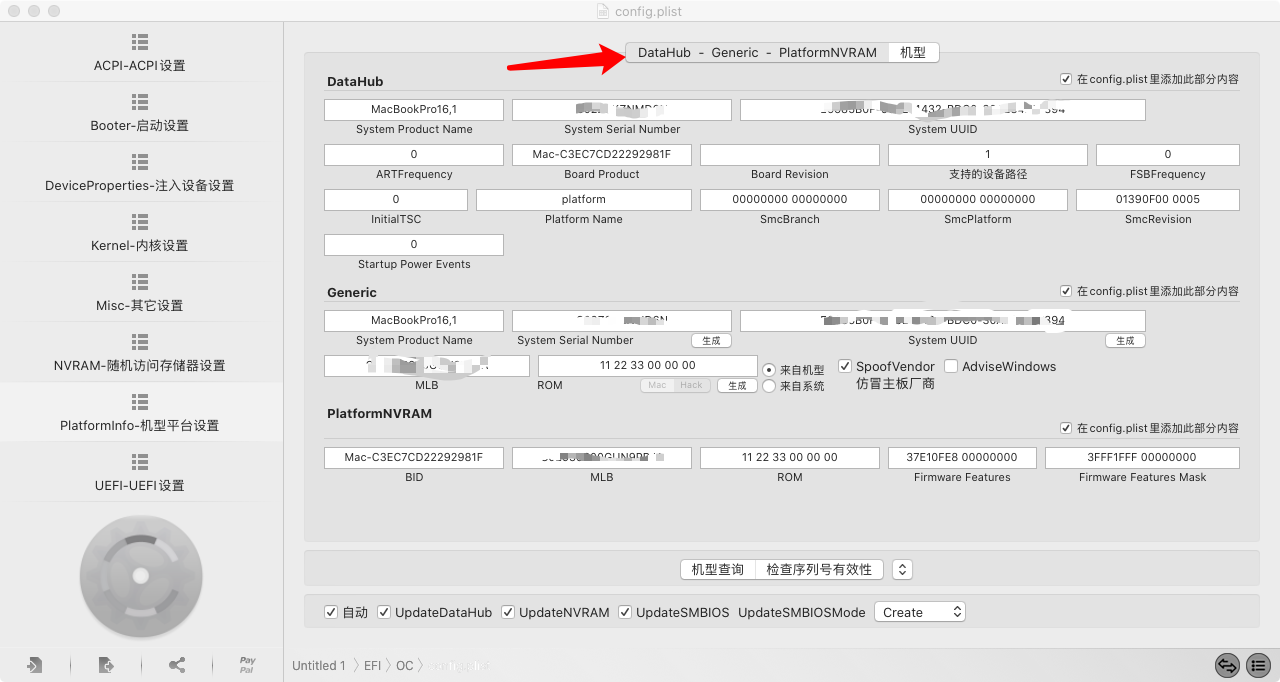 config.plist
ACPI-ACPI设置
Booter-启动设置
DeviceProperties-注入设备设置
Kernel-内核设置
Misc-其它设置
NVRAM-随机访问存储器设置
PlatformInfo-机型平台设置
UEFI-UEFI设置
Pay
Pal
DataHub - Generic - PlatformNVRAM 机型
DataHub 在config.plist里添加此部分内容
MacBookPro16,1
System Product Name System Serial Number System UUID
0 Mac-C3EC7CD22292981F 1 0
ARTFrequency Board Product Board Revision 支持的设备路径 FSBFrequency
0 platform 00000000 00000000 00000000 00000000 01390F00 0005
InitialTSC Platform Name SmcBranch SmcPlatform SmcRevision
0
Startup Power Events
Generic 在config.plist里添加此部分内容
MacBookPro16,1
System Product Name System Serial Number 生成 System UUID 生成
11 22 33 00 00 00 来自机型 SpoofVendor AdviseWindows
MLB ROM Mac Hack 生成 来自系统 仿冒主板厂商
PlatformNVRAM 在config.plist里添加此部分内容
Mac-C3EC7CD22292981F 11 22 33 00 00 00 37E10FE8 00000000 3FFF1FFF 00000000
BID MLB ROM Firmware Features Firmware Features Mask
机型查询 检查序列号有效性
自动 UpdateDataHub UpdateNVRAM UpdateSMBIOS UpdateSMBIOSMode Create
Untitled 1 EFI OC